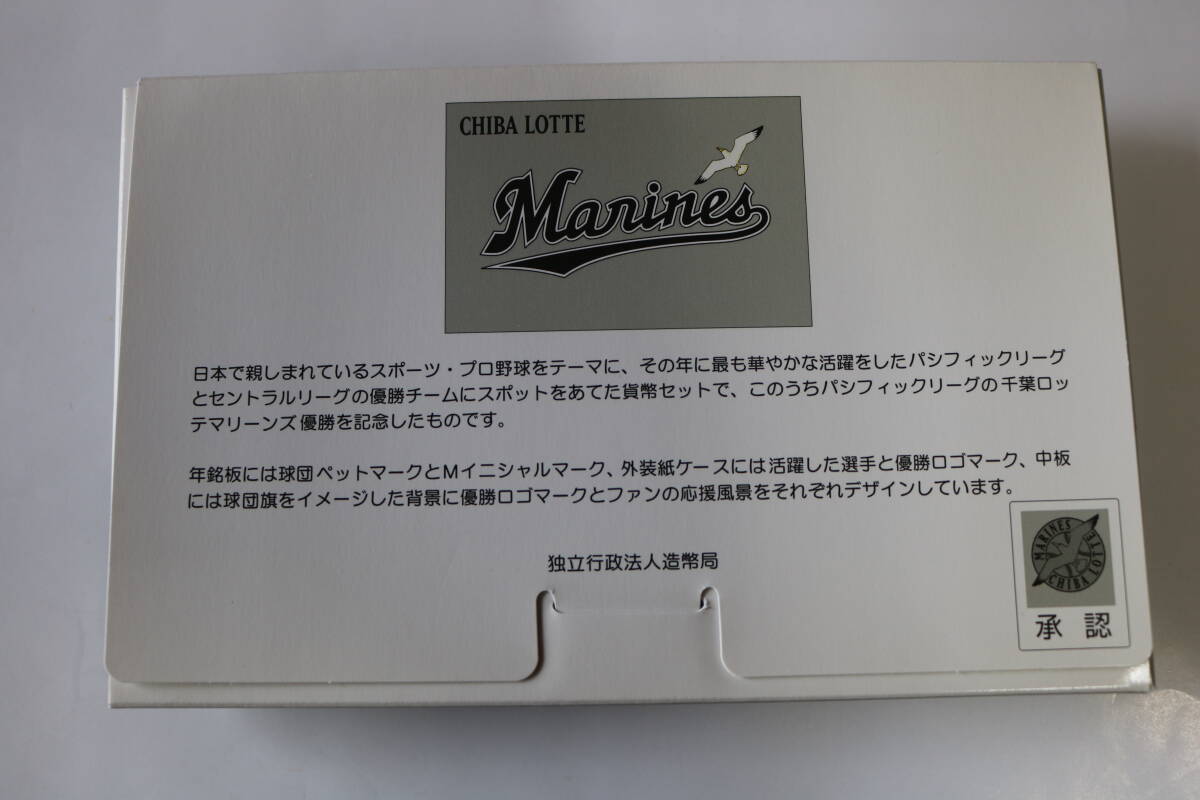 CHIBA LOTTE
Marines
日本で親しまれているスポーツ・プロ野球をテーマに、その年に最も華やかな活躍をしたパシフィックリーグ
とセントラルリーグの優勝チームにスポットをあてた貨幣セットで、このうちパシフィックリーグの千葉ロッ
テマリーンズ優勝を記念したものです。
年銘板には球団ペットマークとMイニシャルマーク、外装紙ケースには活躍した選手と優勝ロゴマーク、中板
には球団旗をイメージした背景に優勝ロゴマークとファンの応援風景をそれぞれデザインしています。
独立行政法人造幣局
MARINES
CHIBA LOTTE
承認